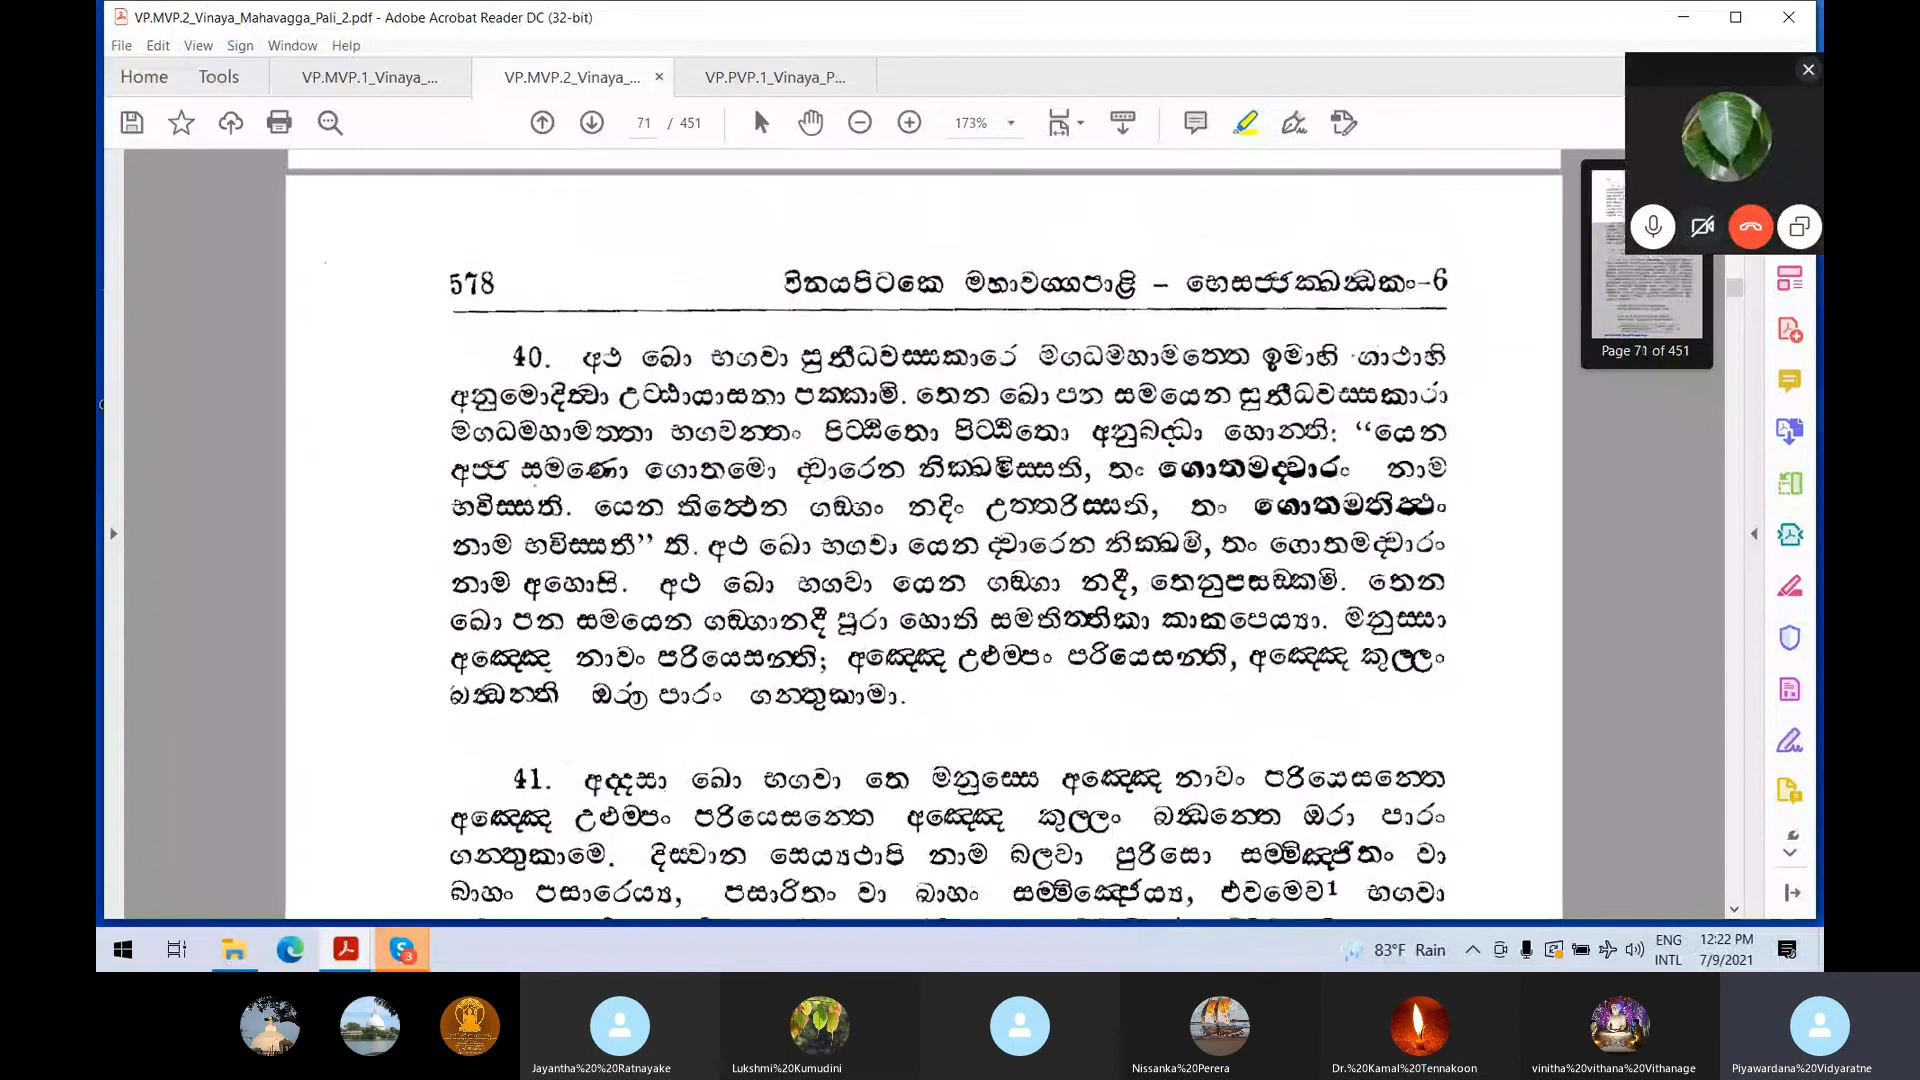 VP.MVP.2_Vinaya_Mahavagga_Pali_2.pdf - Adobe Acrobat Reader DC (32-bit)
File Edit View Sign Window Help
Home Tools VP.MVP.1_Vinaya_... VP.MVP.2_Vinaya_... × VP.PVP.1_Vinaya_P...
71 / 451 173%
578 විනයපිටකෙ මහාවග්ගපාළි – භෙසජ්ජක්ඛන්ධකං-6
40. අථ ඛො භගවා සුනීධවස්සකාරෙ මගධමහාමත්තෙ ඉමාහි ගාථාහි
අනුමොදිත්වා උට්ඨායාසනා පක්කාමි. තෙන ඛො පන සමයෙන සුනීධවස්සකාරා
මගධමහාමත්තා භගවන්තං පිට්ඨිතො පිට්ඨිතො අනුබද්ධා හොන්ති: “යෙන
අජ්ජ සමණො ගොතමො ද්වාරෙන නික්ඛමිස්සති, තං ගොතමද්වාරං නාම
භවිස්සති. යෙන තිත්ථෙන ගඞ්ගං නදිං උත්තරිස්සති, තං ගොතමතිත්ථං
නාම භවිස්සතී” ති. අථ ඛො භගවා යෙන ද්වාරෙන නික්ඛමි, තං ගොතමද්වාරං
නාම අහොසි. අථ ඛො භගවා යෙන ගඞ්ගා නදී, තෙනුපසඞ්කමි. තෙන
ඛො පන සමයෙන ගඞ්ගානදී පූරා හොති සමතිත්තිකා කාකපෙය්‍යා. මනුස්සා
අඤ්ඤෙ නාවං පරියෙසන්ති; අඤ්ඤෙ උළුම්පං පරියෙසන්ති, අඤ්ඤෙ කුල්ලං
බන්ධන්ති ඔරා පාරං ගන්තුකාමා.
41. අද්දසා ඛො භගවා තෙ මනුස්සෙ අඤ්ඤෙ නාවං පරියෙසන්තෙ
අඤ්ඤෙ උළුම්පං පරියෙසන්තෙ අඤ්ඤෙ කුල්ලං බන්ධන්තෙ ඔරා පාරං
ගන්තුකාමෙ. දිස්වාන සෙය්‍යථාපි නාම බලවා පුරිසො සම්මිඤ්ජිතං වා
බාහං පසාරෙය්‍ය, පසාරිතං වා බාහං සම්මිඤ්ජෙය්‍ය, එවමෙව1 භගවා
Page 71 of 451
3
83°F Rain ENG INTL 12:22 PM 7/9/2021
Jayantha%20%20Ratnayake Lukshmi%20Kumudini Nissanka%20Perera Dr.%20Kamal%20Tennakoon vinitha%20vithana%20Vithanage Piyawardana%20Vidyaratne